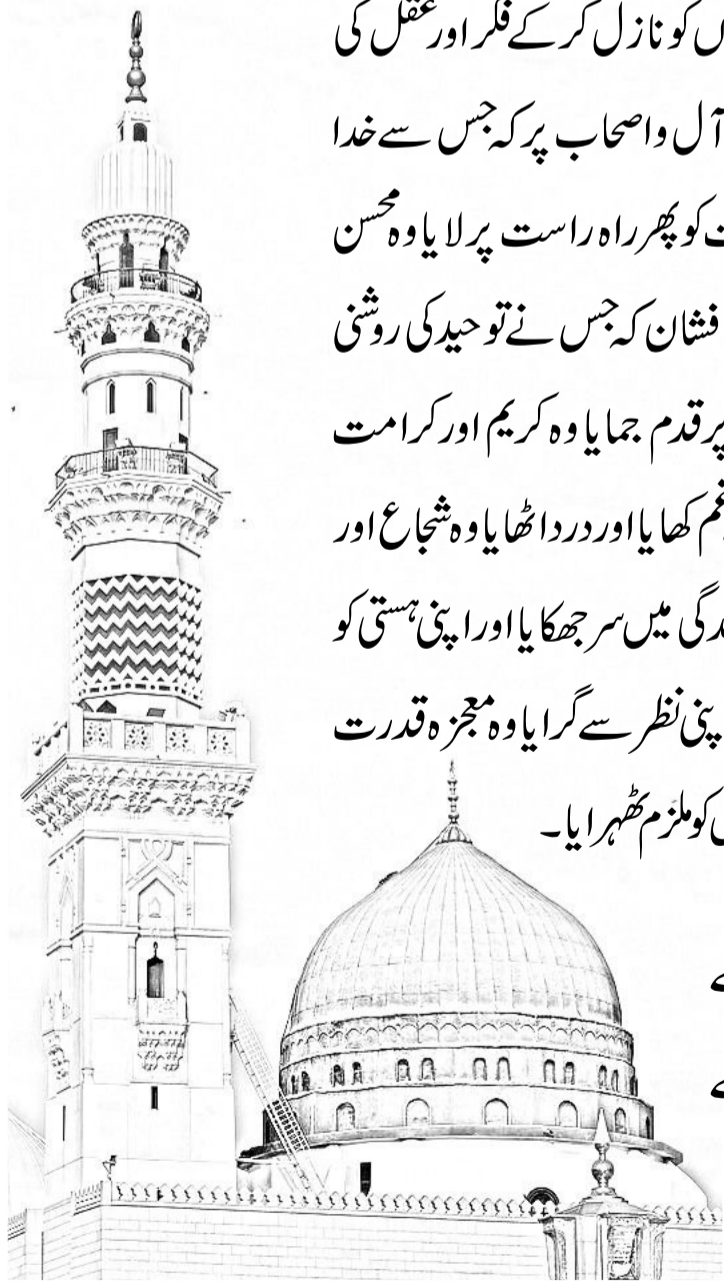 کو نازل کر کے فکر اور عقل کی
آل واصحاب پر کہ جس سے خدا
کو پھر راہ راست پر لایا وہ محسن
فشان کہ جس نے توحید کی روشنی
پر قدم جمایا وہ کریم اور کرامت
غم کھایا اور درد اٹھایا وہ شجاع اور
میں سر جھکایا اور اپنی ہستی کو
نظر سے گرایا وہ معجزہ قدرت
کو ملزم ٹھہرایا۔